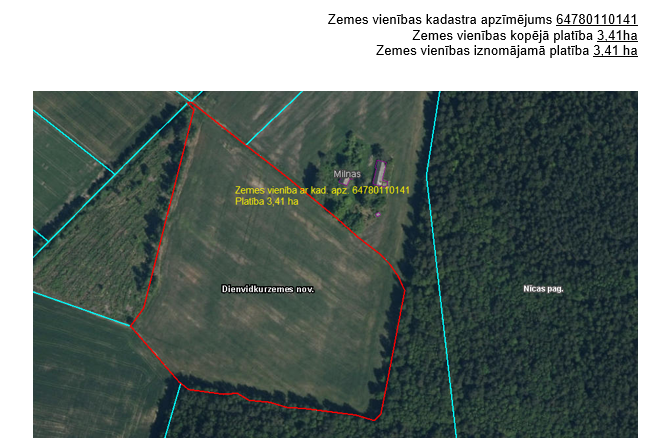 Zemes vienības kadastra apzīmējums 64780110141
Zemes vienības kopējā platība 3,41ha
Zemes vienības iznomājamā platība 3,41 ha
Milnas
Zemes vienība ar kad. apz. 64780110141
Platība 3,41 ha
Dienvidkurzemes nov.
Nīcas pag.